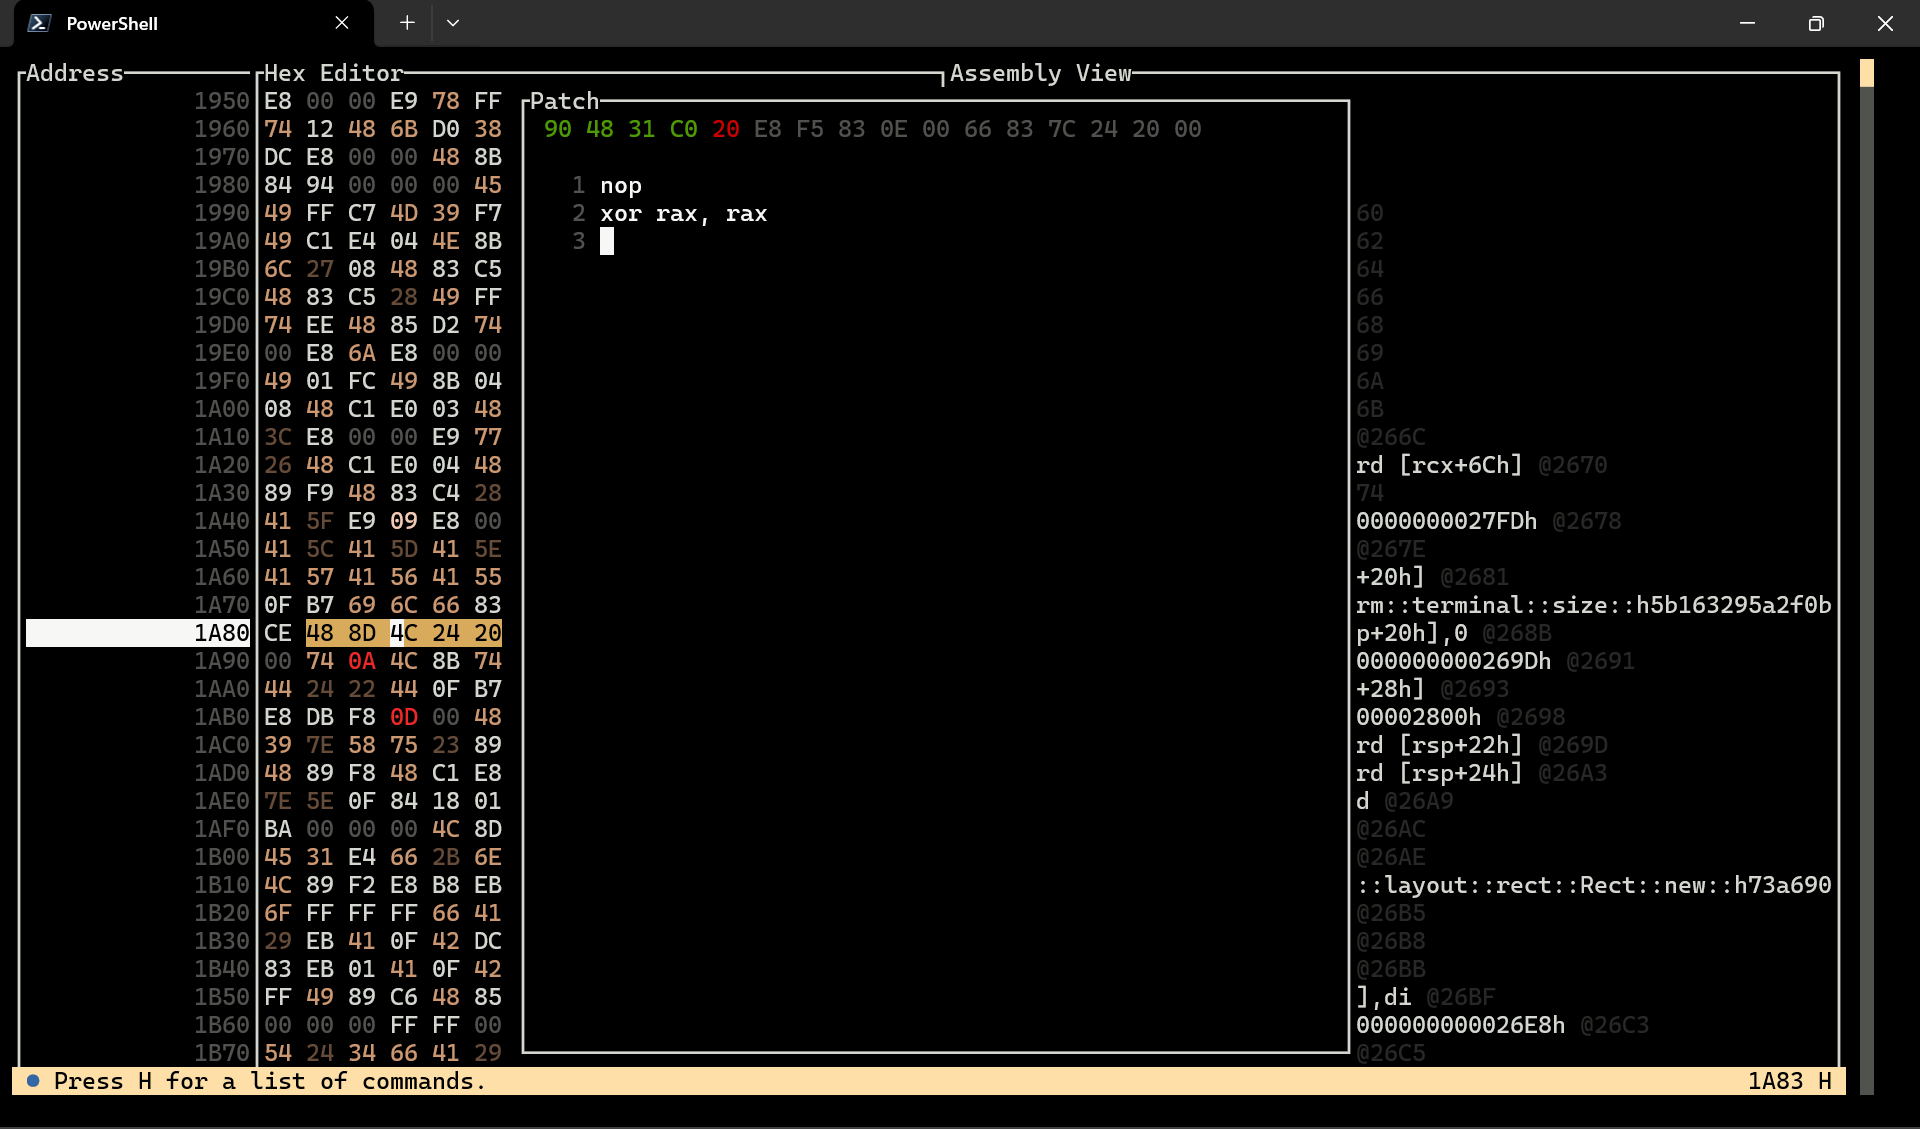 PowerShell
Address Hex Editor Assembly View
1950 E8 00 00 E9 78 FF Patch
1960 74 12 48 6B D0 38 90 48 31 C0 20 E8 F5 83 0E 00 66 83 7C 24 20 00
1970 DC E8 00 00 48 8B
1980 84 94 00 00 00 45 1 nop
1990 49 FF C7 4D 39 F7 2 xor rax, rax 60
19A0 49 C1 E4 04 4E 8B 3 62
19B0 6C 27 08 48 83 C5 64
19C0 48 83 C5 28 49 FF 66
19D0 74 EE 48 85 D2 74 68
19E0 00 E8 6A E8 00 00 69
19F0 49 01 FC 49 8B 04 6A
1A00 08 48 C1 E0 03 48 6B
1A10 3C E8 00 00 E9 77 @266C
1A20 26 48 C1 E0 04 48 rd [rcx+6Ch] @2670
1A30 89 F9 48 83 C4 28 74
1A40 41 5F E9 09 E8 00 0000000027FDh @2678
1A50 41 5C 41 5D 41 5E @267E
1A60 41 57 41 56 41 55 +20h] @2681
1A70 0F B7 69 6C 66 83 rm::terminal::size::h5b163295a2f0b
1A80 CE 48 8D 4C 24 20 p+20h],0 @268B
1A90 00 74 0A 4C 8B 74 000000000269Dh @2691
1AA0 44 24 22 44 0F B7 +28h] @2693
1AB0 E8 DB F8 0D 00 48 00002800h @2698
1AC0 39 7E 58 75 23 89 rd [rsp+22h] @269D
1AD0 48 89 F8 48 C1 E8 rd [rsp+24h] @26A3
1AE0 7E 5E 0F 84 18 01 d @26A9
1AF0 BA 00 00 00 4C 8D @26AC
1B00 45 31 E4 66 2B 6E @26AE
1B10 4C 89 F2 E8 B8 EB ::layout::rect::Rect::new::h73a690
1B20 6F FF FF FF 66 41 @26B5
1B30 29 EB 41 0F 42 DC @26B8
1B40 83 EB 01 41 0F 42 @26BB
1B50 FF 49 89 C6 48 85 ],di @26BF
1B60 00 00 00 FF FF 00 000000000026E8h @26C3
1B70 54 24 34 66 41 29 @26C5
Press H for a list of commands. 1A83 H